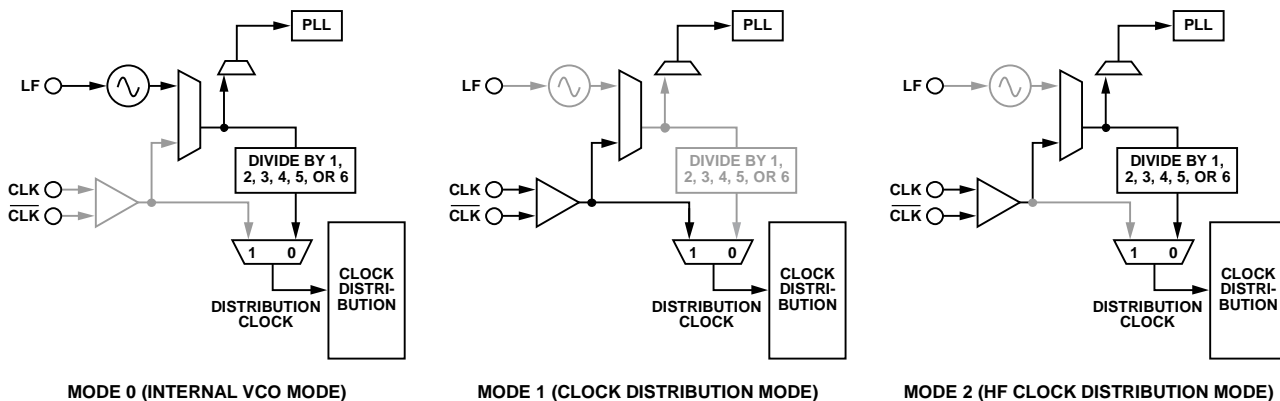 PLL
LF
DIVIDE BY 1,
2, 3, 4, 5, OR 6
CLK
CLK
1 0
CLOCK
DISTRI-
BUTION
DISTRIBUTION
CLOCK
MODE 0 (INTERNAL VCO MODE)
PLL
LF
DIVIDE BY 1,
2, 3, 4, 5, OR 6
CLK
CLK
1 0
CLOCK
DISTRI-
BUTION
DISTRIBUTION
CLOCK
MODE 1 (CLOCK DISTRIBUTION MODE)
PLL
LF
DIVIDE BY 1,
2, 3, 4, 5, OR 6
CLK
CLK
1 0
CLOCK
DISTRI-
BUTION
DISTRIBUTION
CLOCK
MODE 2 (HF CLOCK DISTRIBUTION MODE)